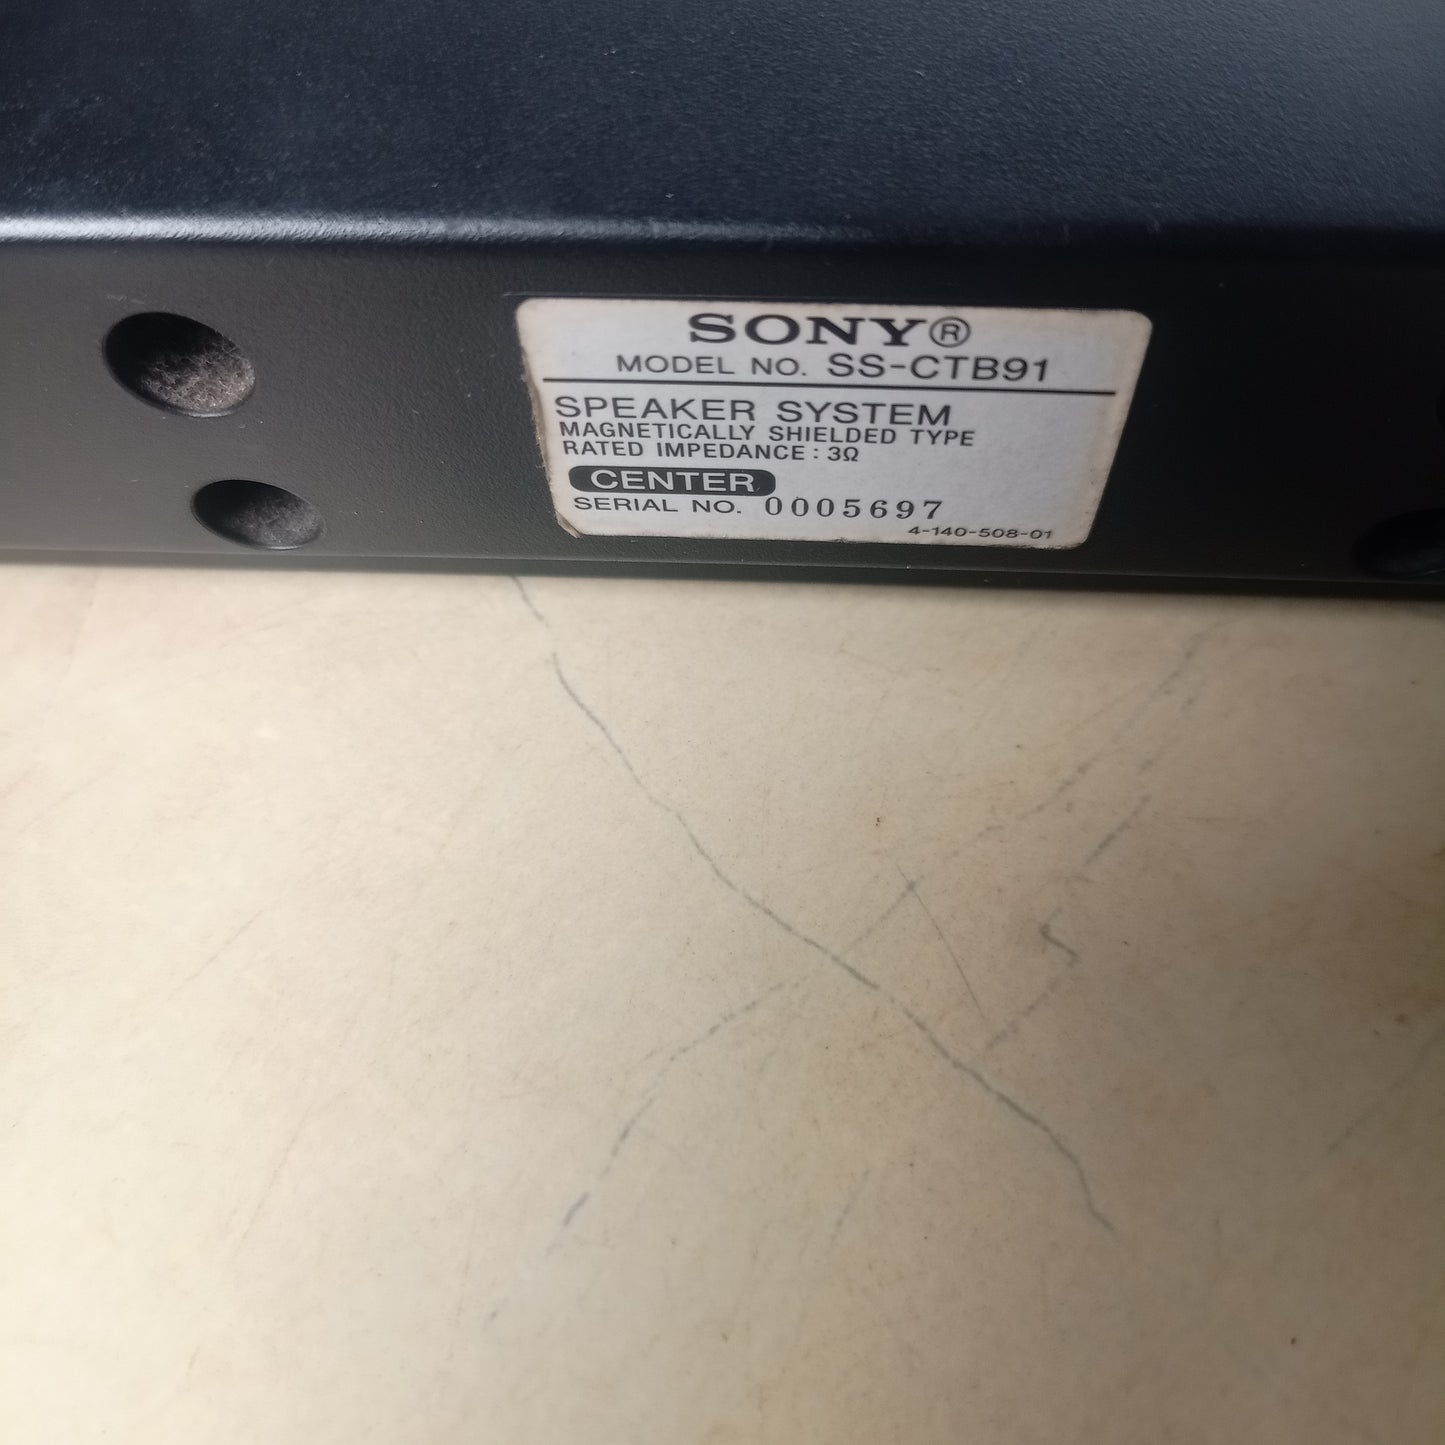 SONY®
MODEL NO. SS-CTB91
SPEAKER SYSTEM
MAGNETICALLY SHIELDED TYPE
RATED IMPEDANCE : 3Ω
CENTER
SERIAL NO. 0005697
4-140-508-01